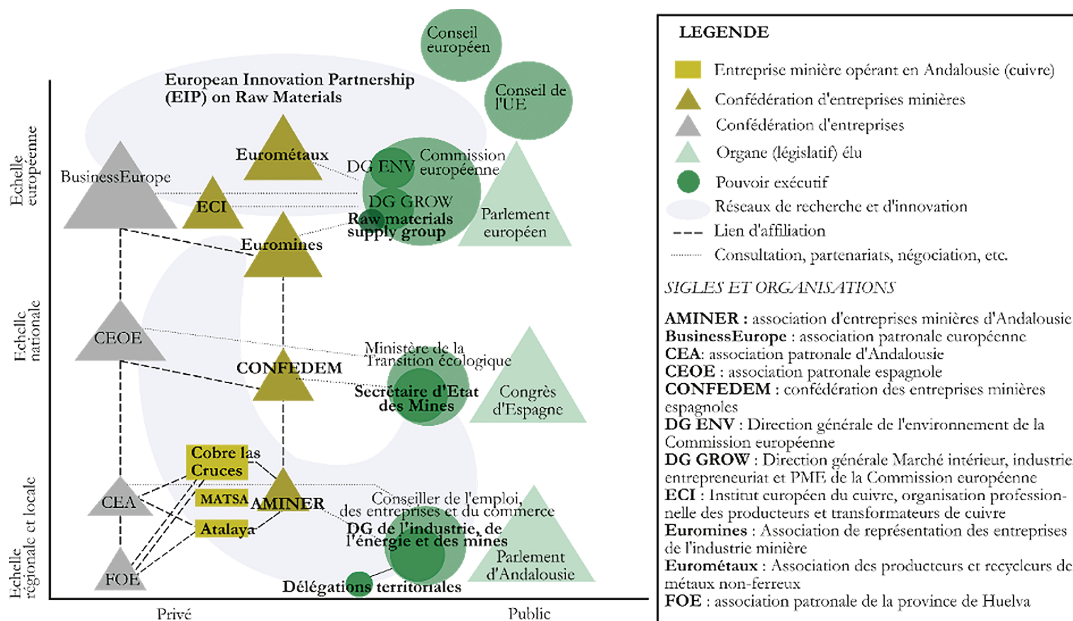 Echelle
européenne
Echelle
nationale
Echelle
régionale et locale
Conseil
européen
Conseil de
l'UE
European Innovation Partnership
(EIP) on Raw Materials
Eurométaux
BusinessEurope
ECI
Euromines
DG ENV
Commission
européenne
DG GROW
Raw materials
supply group
Parlement
européen
CEOE
CONFEDEM
Ministère de la
Transition écologique
Secrétaire d'Etat
des Mines
Congrès
d'Espagne
Cobre las
Cruces
MATSA
Atalaya
CEA
FOE
AMINER
Conseiller de l'emploi,
des entreprises et du commerce
DG de l'industrie, de
l'énergie et des mines
Délégations territoriales
Parlement
d'Andalousie
Privé
Public
LEGENDE
Entreprise minière opérant en Andalousie (cuivre)
Confédération d'entreprises minières
Confédération d'entreprises
Organe (législatif) élu
Pouvoir exécutif
Réseaux de recherche et d'innovation
Lien d'affiliation
Consultation, partenariats, négociation, etc.
SIGLES ET ORGANISATIONS
AMINER : association d'entreprises minières d'Andalousie
BusinessEurope : association patronale européenne
CEA: association patronale d'Andalousie
CEOE : association patronale espagnole
CONFEDEM : confédération des entreprises minières
espagnoles
DG ENV : Direction générale de l'environnement de la
Commission européenne
DG GROW : Direction générale Marché intérieur, industrie,
entrepreneuriat et PME de la Commission européenne
ECI : Institut européen du cuivre, organisation profession-
nelle des producteurs et transformateurs de cuivre
Euromines : Association de représentation des entreprises
de l'industrie minière
Eurométaux : Association des producteurs et recycleurs de
métaux non-ferreux
FOE : association patronale de la province de Huelva